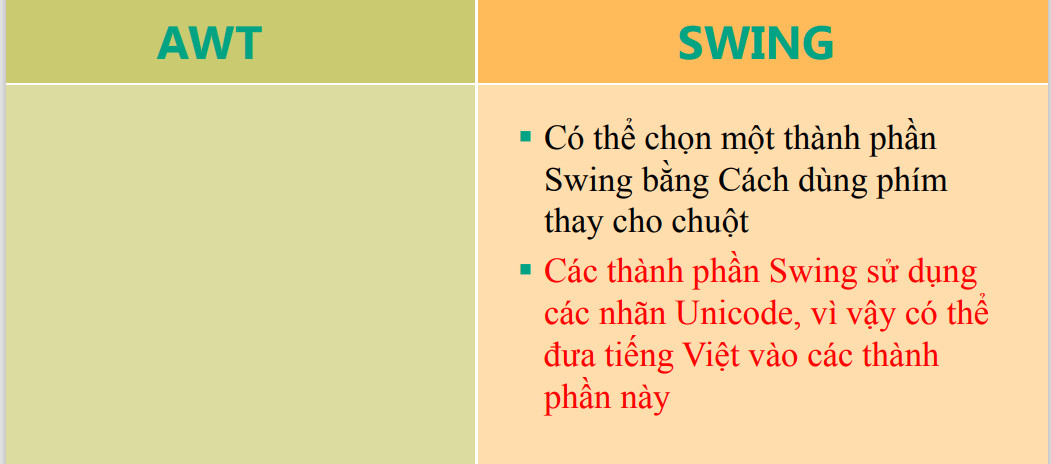 AWT
SWING
Có thể chọn một thành phần
Swing bằng Cách dùng phím
thay cho chuột
Các thành phần Swing sử dụng
các nhãn Unicode, vì vậy có thể
đưa tiếng Việt vào các thành
phần này